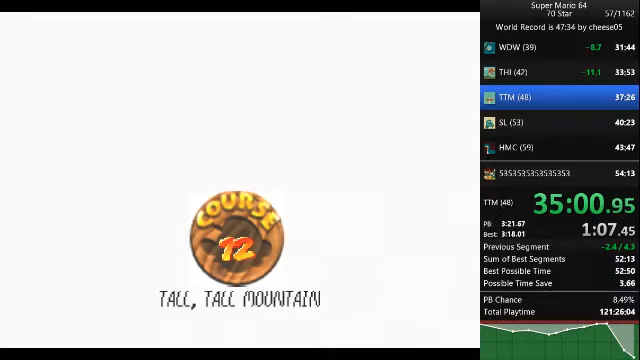 COURSE
12
TALL, TALL MOUNTAIN
Super Mario 64
70 Star 57/1162
World Record is 47:34 by cheese05
WDW (39) -8.7 31:44
THI (42) -11.1 33:53
TTM (48) 37:26
SL (53) 40:23
HMC (59) 43:47
5353535353535353 54:13
TTM (48) 35:00.95
PB: 3:21.67
Best: 3:18.01 1:07.45
Previous Segment -2.4 / 4.3
Sum of Best Segments 52:13
Best Possible Time 52:50
Possible Time Save 3.66
PB Chance 8.49%
Total Playtime 121:26:04